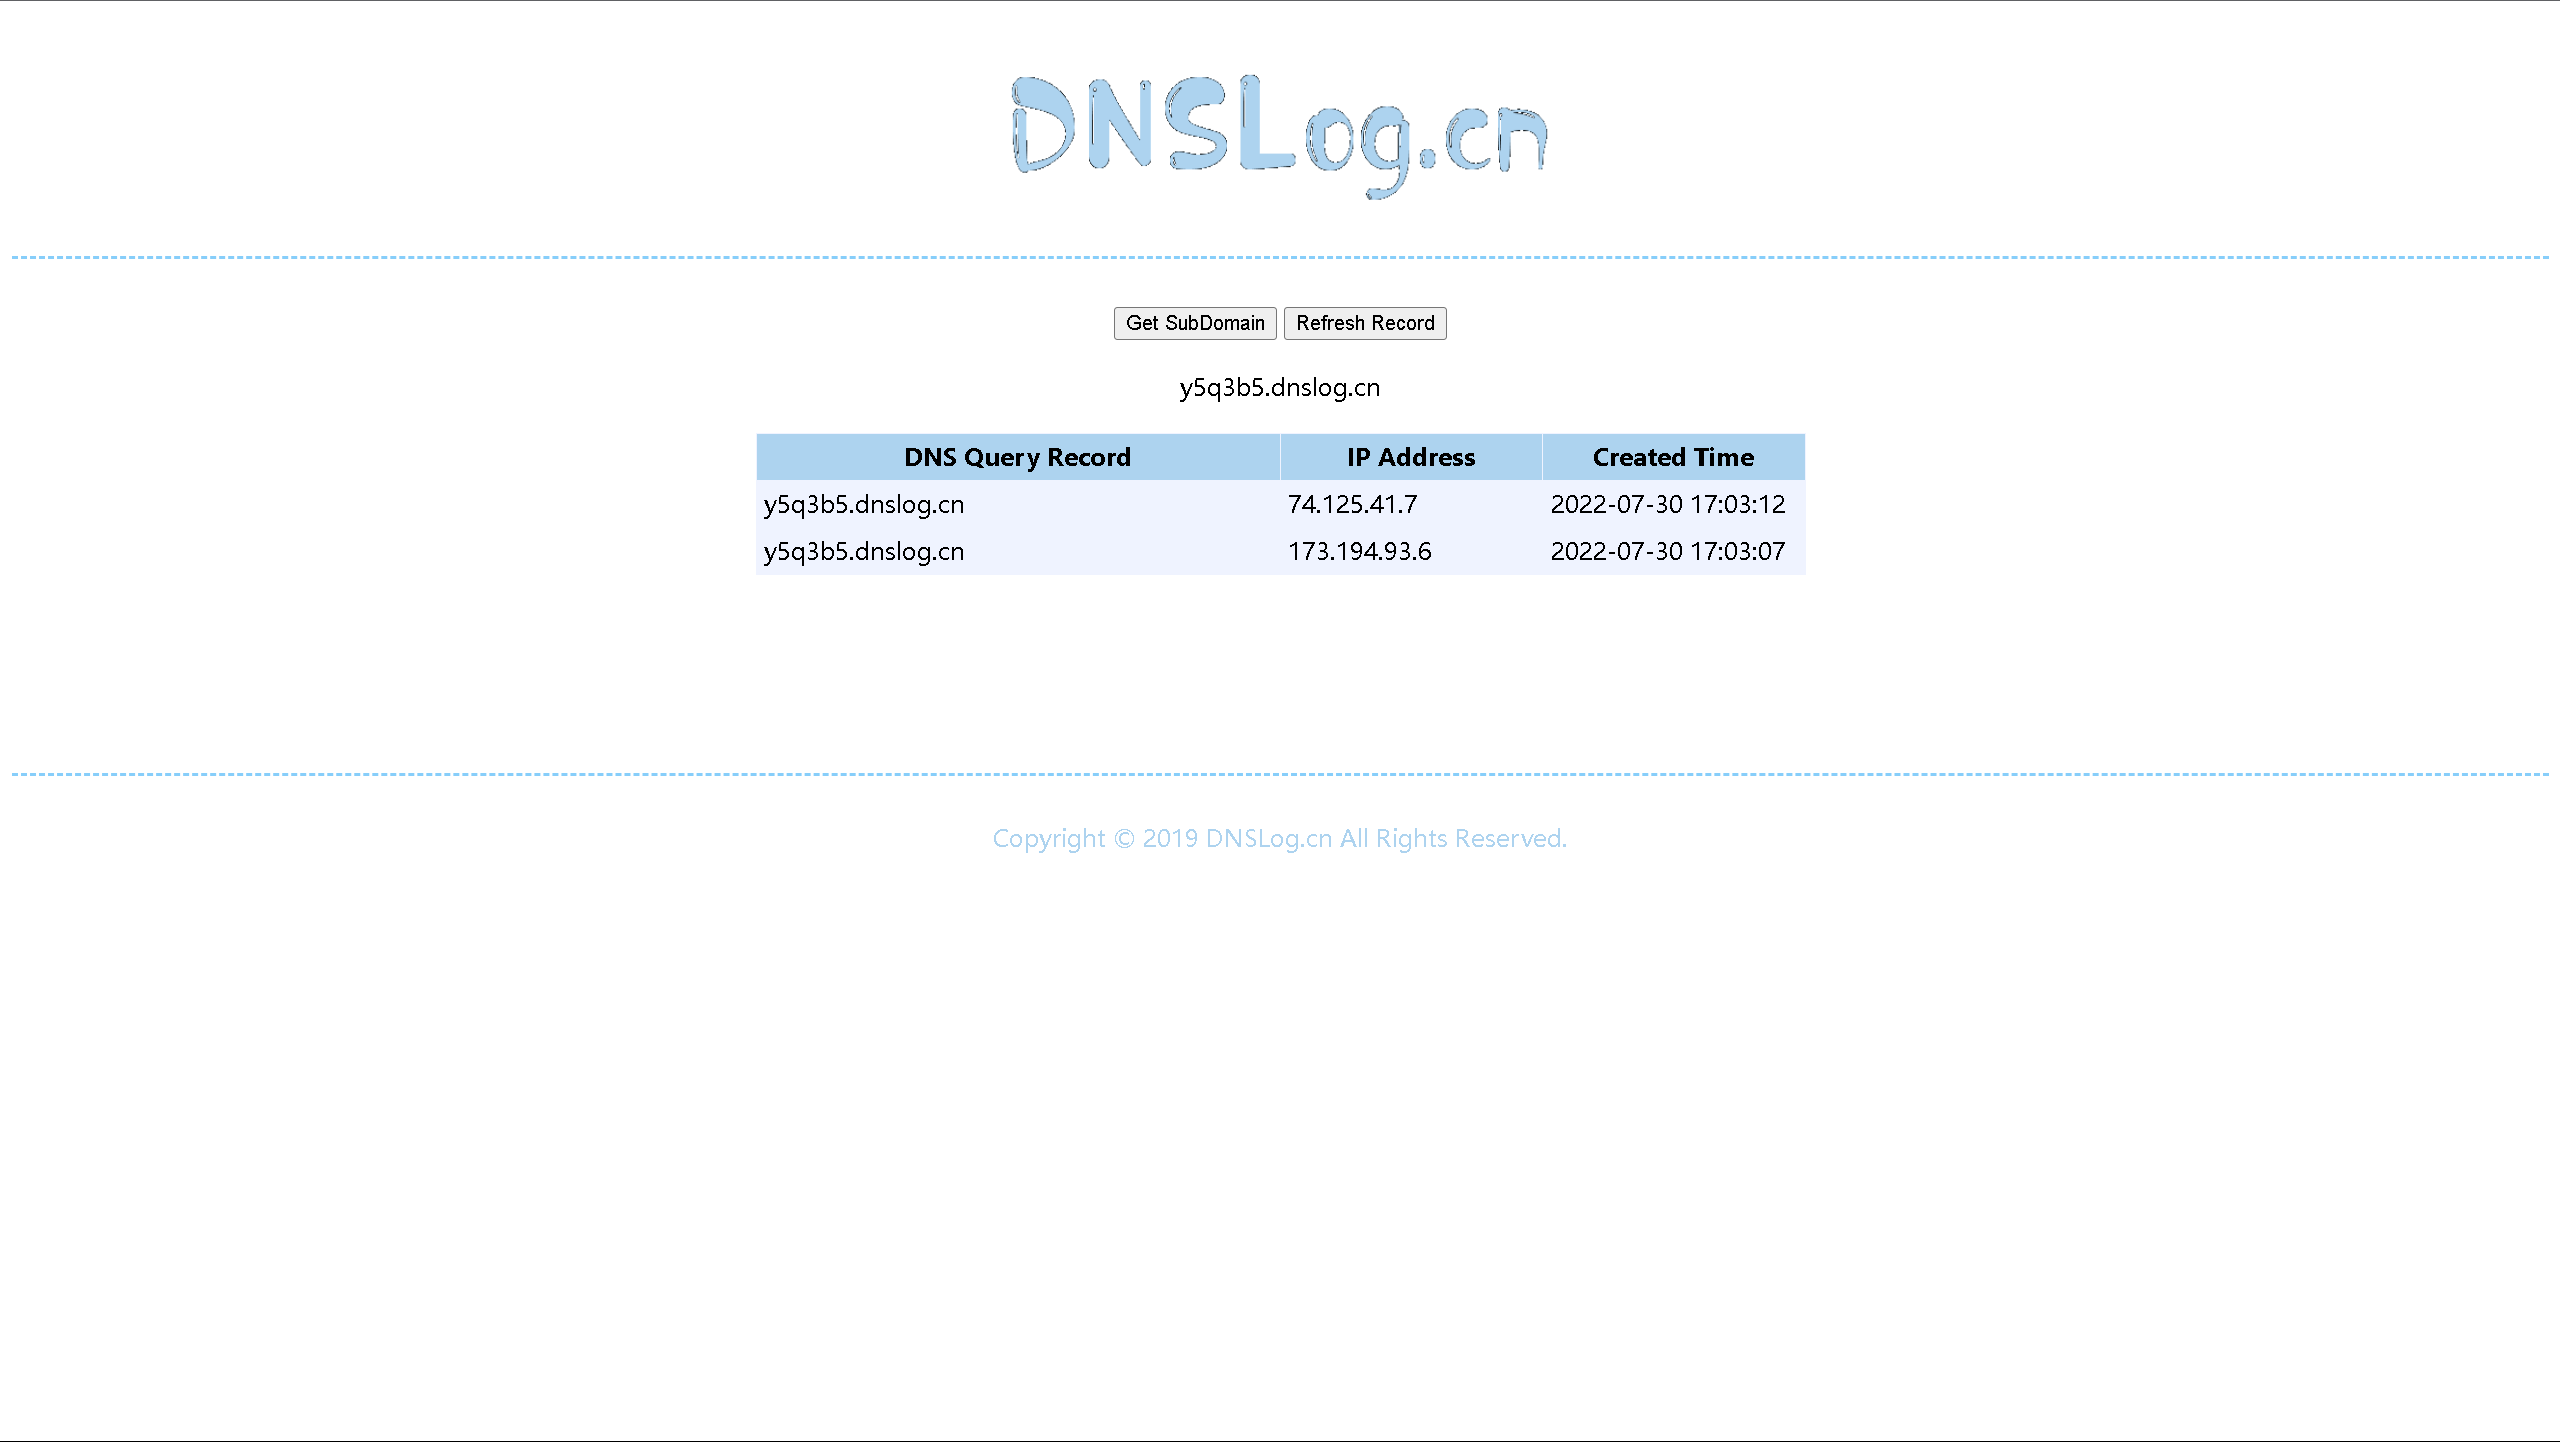 DNSLog.cn
Get SubDomain Refresh Record
y5q3b5.dnslog.cn
DNS Query Record IP Address Created Time
y5q3b5.dnslog.cn 74.125.41.7 2022-07-30 17:03:12
y5q3b5.dnslog.cn 173.194.93.6 2022-07-30 17:03:07
Copyright © 2019 DNSLog.cn All Rights Reserved.